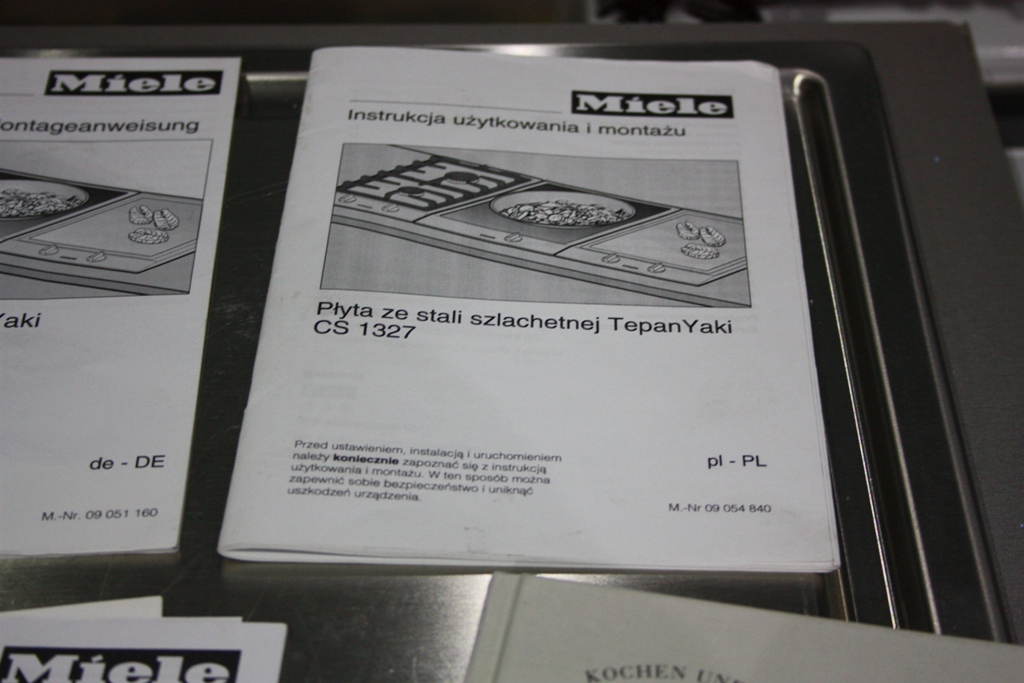 Miele
ontageanweisung
Yaki
de - DE
M.-Nr. 09 051 160
Miele
Instrukcja użytkowania i montażu
Płyta ze stali szlachetnej TepanYaki
CS 1327
Przed ustawieniem, instalacją i uruchomieniem
należy koniecznie zapoznać się z instrukcją
użytkowania i montażu. W ten sposób można
zapewnić sobie bezpieczeństwo i uniknąć
uszkodzeń urządzenia.
pl - PL
M.-Nr 09 054 840
Miele
KOCHEN UN